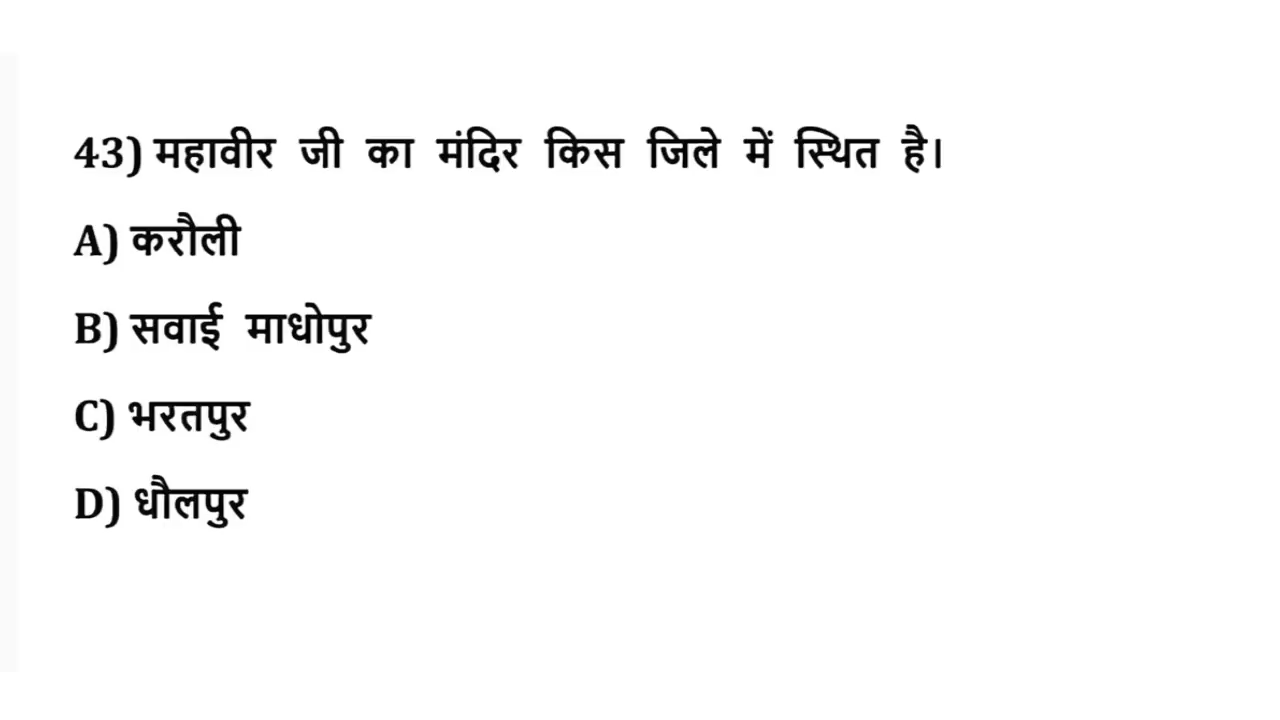 43) महावीर जी का मंदिर किस जिले में स्थित है।
A) करौली
B) सवाई माधोपुर
C) भरतपुर
D) धौलपुर